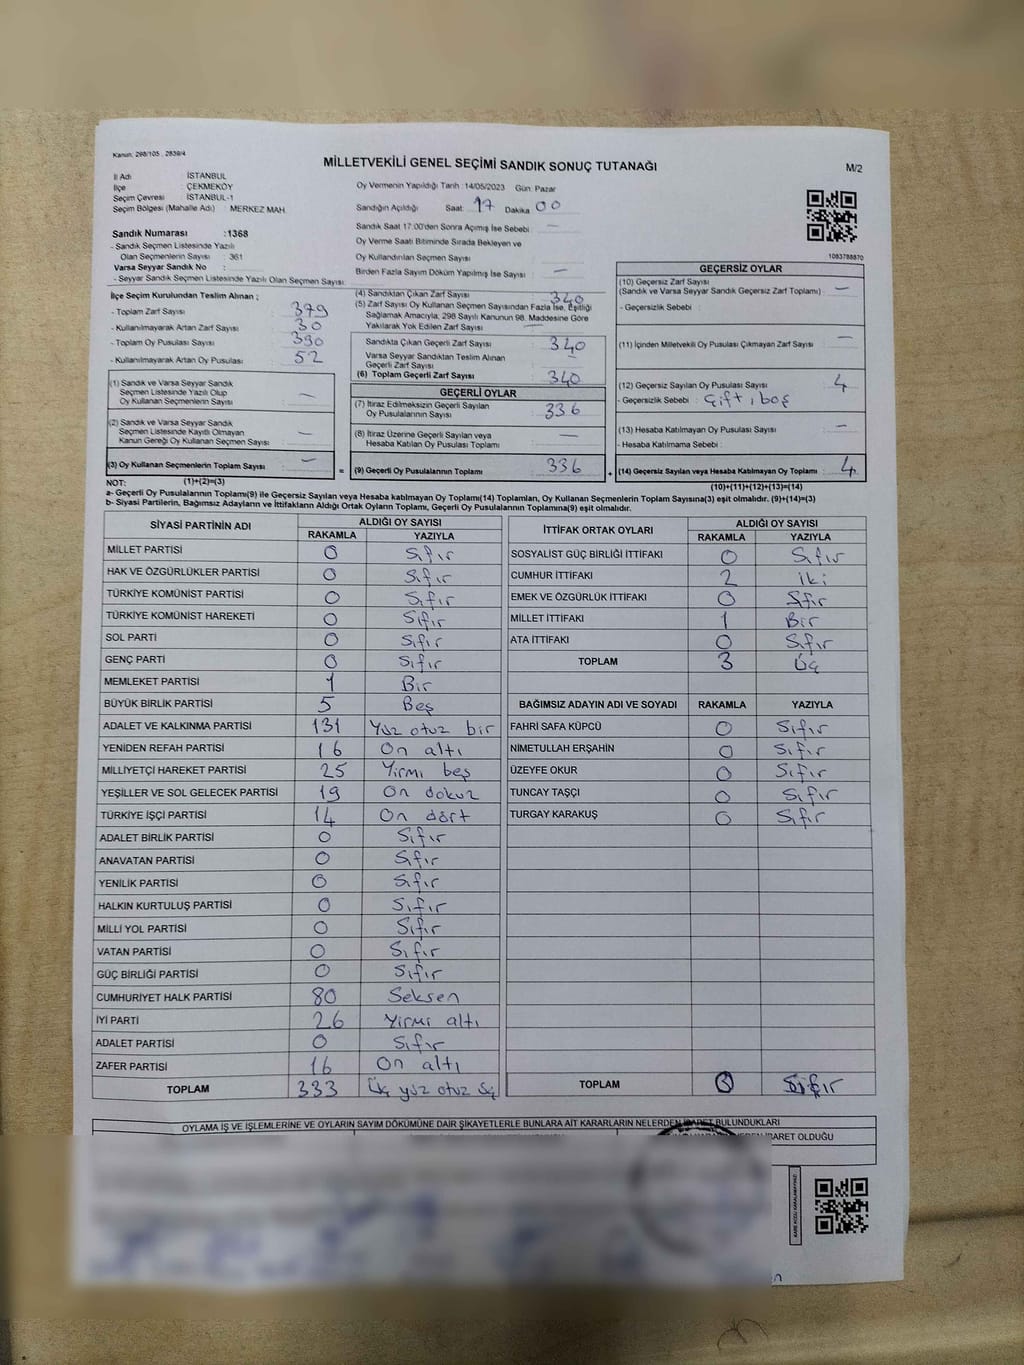 Kanun: 298/105 , 2839/4
MİLLETVEKİLİ GENEL SEÇİMİ SANDIK SONUÇ TUTANAĞI
M/2
İl Adı İSTANBUL
İlçe ÇEKMEKÖY
Seçim Çevresi İSTANBUL-1
Seçim Bölgesi (Mahalle Adı) : MERKEZ MAH.
Oy Vermenin Yapıldığı Tarih :14/05/2023 Gün: Pazar
Sandığın Açıldığı Saat: 17 Dakika 00
Sandık Saat 17.00'den Sonra Açımış İse Sebebi : —
Oy Verme Saati Bitiminde Sırada Bekleyen ve
Oy Kullandırılan Seçmen Sayısı
Birden Fazla Sayım Döküm Yapılmış İse Sayısı : —
1083788870
Sandık Numarası :1368
- Sandık Seçmen Listesinde Yazılı
Olan Seçmenlerin Sayısı : 361
Varsa Seyyar Sandık No :
- Seyyar Sandık Seçmen Listesinde Yazılı Olan Seçmen Sayısı:
İlçe Seçim Kurulundan Teslim Alınan ;
- Toplam Zarf Sayısı : 379
- Kullanılmayarak Artan Zarf Sayısı : 30
- Toplam Oy Pusulası Sayısı : 390
- Kullanılmayarak Artan Oy Pusulası : 52
(1) Sandık ve Varsa Seyyar Sandık
Seçmen Listesinde Yazılı Olup
Oy Kullanan Seçmenlerin Sayısı : —
(2) Sandık ve Varsa Seyyar Sandık
Seçmen Listesinde Kayıtlı Olmayan
Kanun Gereği Oy Kullanan Seçmen Sayısı : —
(3) Oy Kullanan Seçmenlerin Toplam Sayısı : —
(1)+(2)=(3)
(4) Sandıktan Çıkan Zarf Sayısı : 340
(5) Zarf Sayısı Oy Kullanan Seçmen Sayısından Fazla İse, Eşitliği
Sağlamak Amacıyla, 298 Sayılı Kanunun 98. Maddesine Göre
Yakılarak Yok Edilen Zarf Sayısı : —
Sandıkta Çıkan Geçerli Zarf Sayısı : 340
Varsa Seyyar Sandıktan Teslim Alınan
Geçerli Zarf Sayısı
(6) Toplam Geçerli Zarf Sayısı : 340
GEÇERLİ OYLAR
(7) İtiraz Edilmeksizin Geçerli Sayılan
Oy Pusulalarının Sayısı : 336
(8) İtiraz Üzerine Geçerli Sayılan veya
Hesaba Katılan Oy Pusulası Toplamı : —
= (9) Geçerli Oy Pusulalarının Toplamı : 336 +
GEÇERSİZ OYLAR
(10) Geçersiz Zarf Sayısı
(Sandık ve Varsa Seyyar Sandık Geçersiz Zarf Toplamı) : —
- Geçersizlik Sebebi :
(11) İçinden Milletvekili Oy Pusulası Çıkmayan Zarf Sayısı : —
(12) Geçersiz Sayılan Oy Pusulası Sayısı : 4
- Geçersizlik Sebebi : Çift, boş
(13) Hesaba Katılmayan Oy Pusulası Sayısı : —
- Hesaba Katılmama Sebebi :
(14) Geçersiz Sayılan veya Hesaba Katılmayan Oy Toplamı : 4
(10)+(11)+(12)+(13)=(14)
NOT:
a- Geçerli Oy Pusulalarının Toplamı(9) ile Geçersiz Sayılan veya Hesaba katılmayan Oy Toplamı(14) Toplamları, Oy Kullanan Seçmenlerin Toplam Sayısına(3) eşit olmalıdır. (9)+(14)=(3)
b- Siyasi Partilerin, Bağımsız Adayların ve İttifakların Aldığı Ortak Oyların Toplamı, Geçerli Oy Pusulalarının Toplamına(9) eşit olmalıdır.
SİYASİ PARTİNİN ADI ALDIĞI OY SAYISI
RAKAMLA YAZIYLA
MİLLET PARTİSİ 0 Sıfır
HAK VE ÖZGÜRLÜKLER PARTİSİ 0 Sıfır
TÜRKİYE KOMÜNİST PARTİSİ 0 Sıfır
TÜRKİYE KOMÜNİST HAREKETİ 0 Sıfır
SOL PARTİ 0 Sıfır
GENÇ PARTİ 0 Sıfır
MEMLEKET PARTİSİ 1 Bir
BÜYÜK BİRLİK PARTİSİ 5 Beş
ADALET VE KALKINMA PARTİSİ 131 Yüz otuz bir
YENİDEN REFAH PARTİSİ 16 On altı
MİLLİYETÇİ HAREKET PARTİSİ 25 Yirmi beş
YEŞİLLER VE SOL GELECEK PARTİSİ 19 On dokuz
TÜRKİYE İŞÇİ PARTİSİ 14 On dört
ADALET BİRLİK PARTİSİ 0 Sıfır
ANAVATAN PARTİSİ 0 Sıfır
YENİLİK PARTİSİ 0 Sıfır
HALKIN KURTULUŞ PARTİSİ 0 Sıfır
MİLLİ YOL PARTİSİ 0 Sıfır
VATAN PARTİSİ 0 Sıfır
GÜÇ BİRLİĞİ PARTİSİ 0 Sıfır
CUMHURİYET HALK PARTİSİ 80 Seksen
İYİ PARTİ 26 Yirmi altı
ADALET PARTİSİ 0 Sıfır
ZAFER PARTİSİ 16 On altı
TOPLAM 333 Üç yüz otuz üç
İTTİFAK ORTAK OYLARI ALDIĞI OY SAYISI
RAKAMLA YAZIYLA
SOSYALİST GÜÇ BİRLİĞİ İTTİFAKI 0 Sıfır
CUMHUR İTTİFAKI 2 iki
EMEK VE ÖZGÜRLÜK İTTİFAKI 0 Sıfır
MİLLET İTTİFAKI 1 Bir
ATA İTTİFAKI 0 Sıfır
TOPLAM 3 Üç
BAĞIMSIZ ADAYIN ADI VE SOYADI RAKAMLA YAZIYLA
FAHRİ SAFA KÜPCÜ 0 Sıfır
NİMETULLAH ERŞAHİN 0 Sıfır
ÜZEYFE OKUR 0 Sıfır
TUNCAY TAŞÇI 0 Sıfır
TURGAY KARAKUŞ 0 Sıfır
TOPLAM Sıfır
OYLAMA İŞ VE İŞLEMLERİNE VE OYLARIN SAYIM DÖKÜMÜNE DAİR ŞİKAYETLERLE BUNLARA AİT KARARLARIN NELERDEN İBARET BULUNDUKLARI
İBARET OLDUĞU